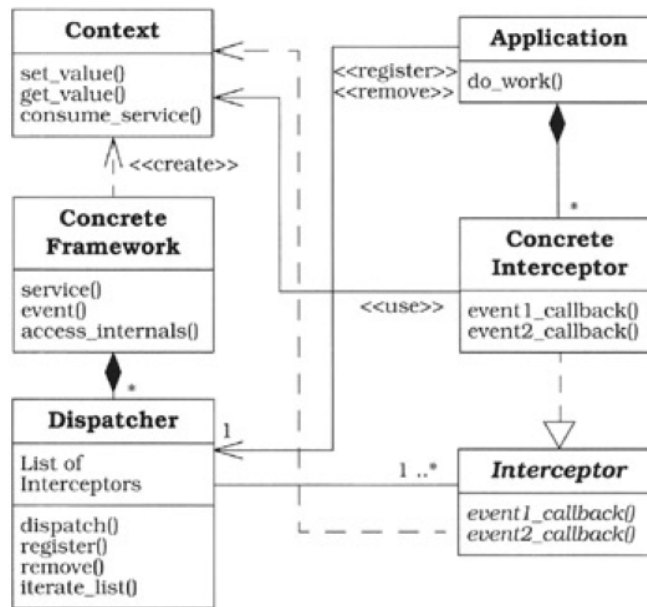 Context
set_value()
get_value()
consume_service()
Application
do_work()
<<register>>
<<remove>>
<<create>>
*
Concrete
Framework
service()
event()
access_internals()
Concrete
Interceptor
event1_callback()
event2_callback()
<<use>>
*
Dispatcher
List of
Interceptors
dispatch()
register()
remove()
iterate_list()
1
1 ..*
Interceptor
event1_callback()
event2_callback()